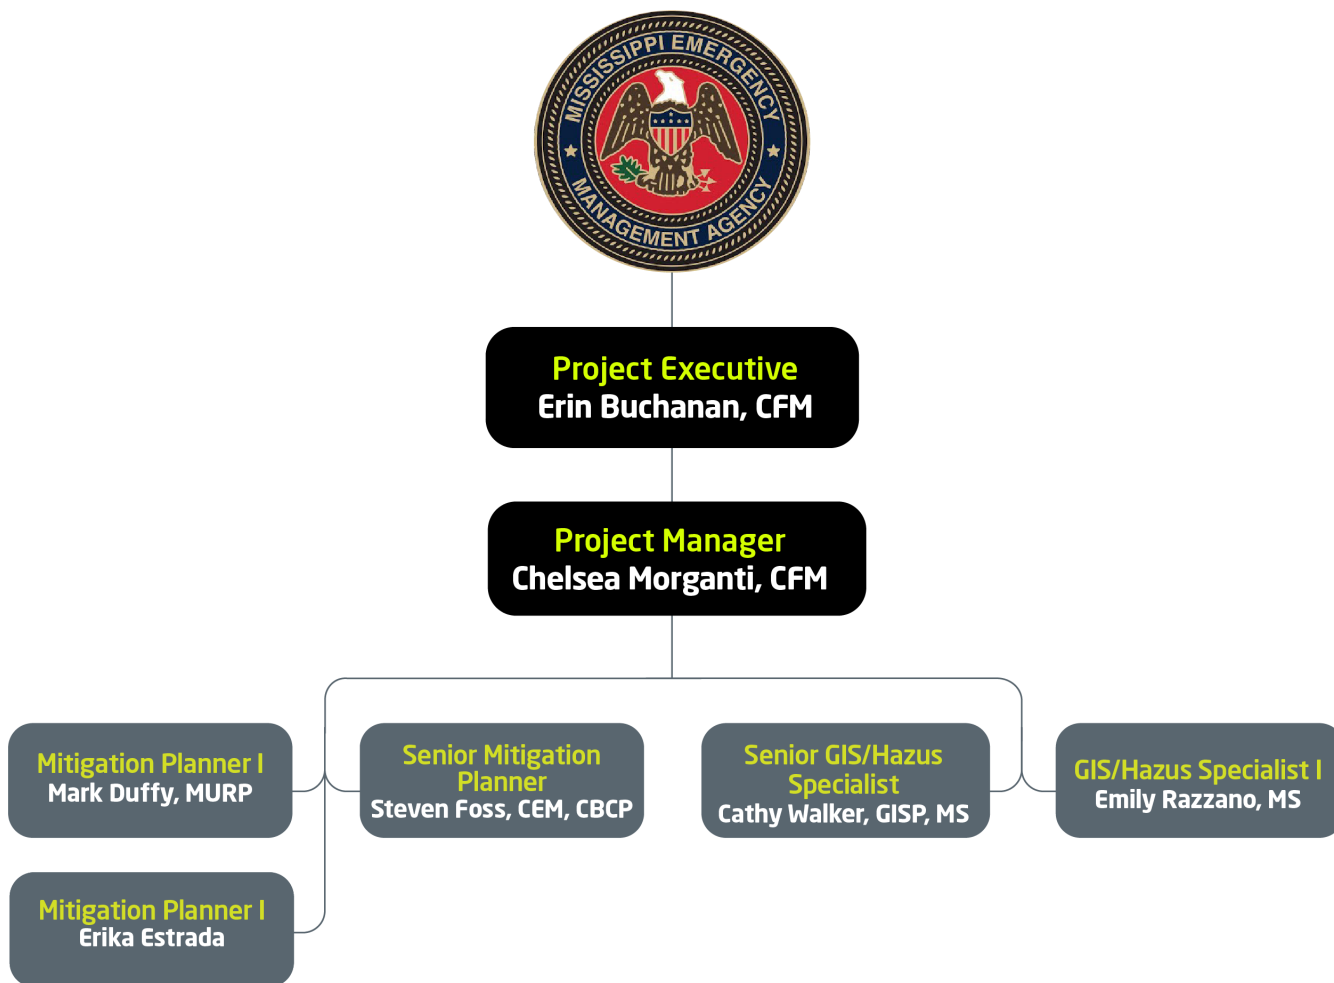 MISSISSIPPI EMERGENCY
MANAGEMENT AGENCY
Project Executive
Erin Buchanan, CFM
Project Manager
Chelsea Morganti, CFM
Mitigation Planner I
Mark Duffy, MURP
Senior Mitigation
Planner
Steven Foss, CEM, CBCP
Senior GIS/Hazus
Specialist
Cathy Walker, GISP, MS
GIS/Hazus Specialist I
Emily Razzano, MS
Mitigation Planner I
Erika Estrada